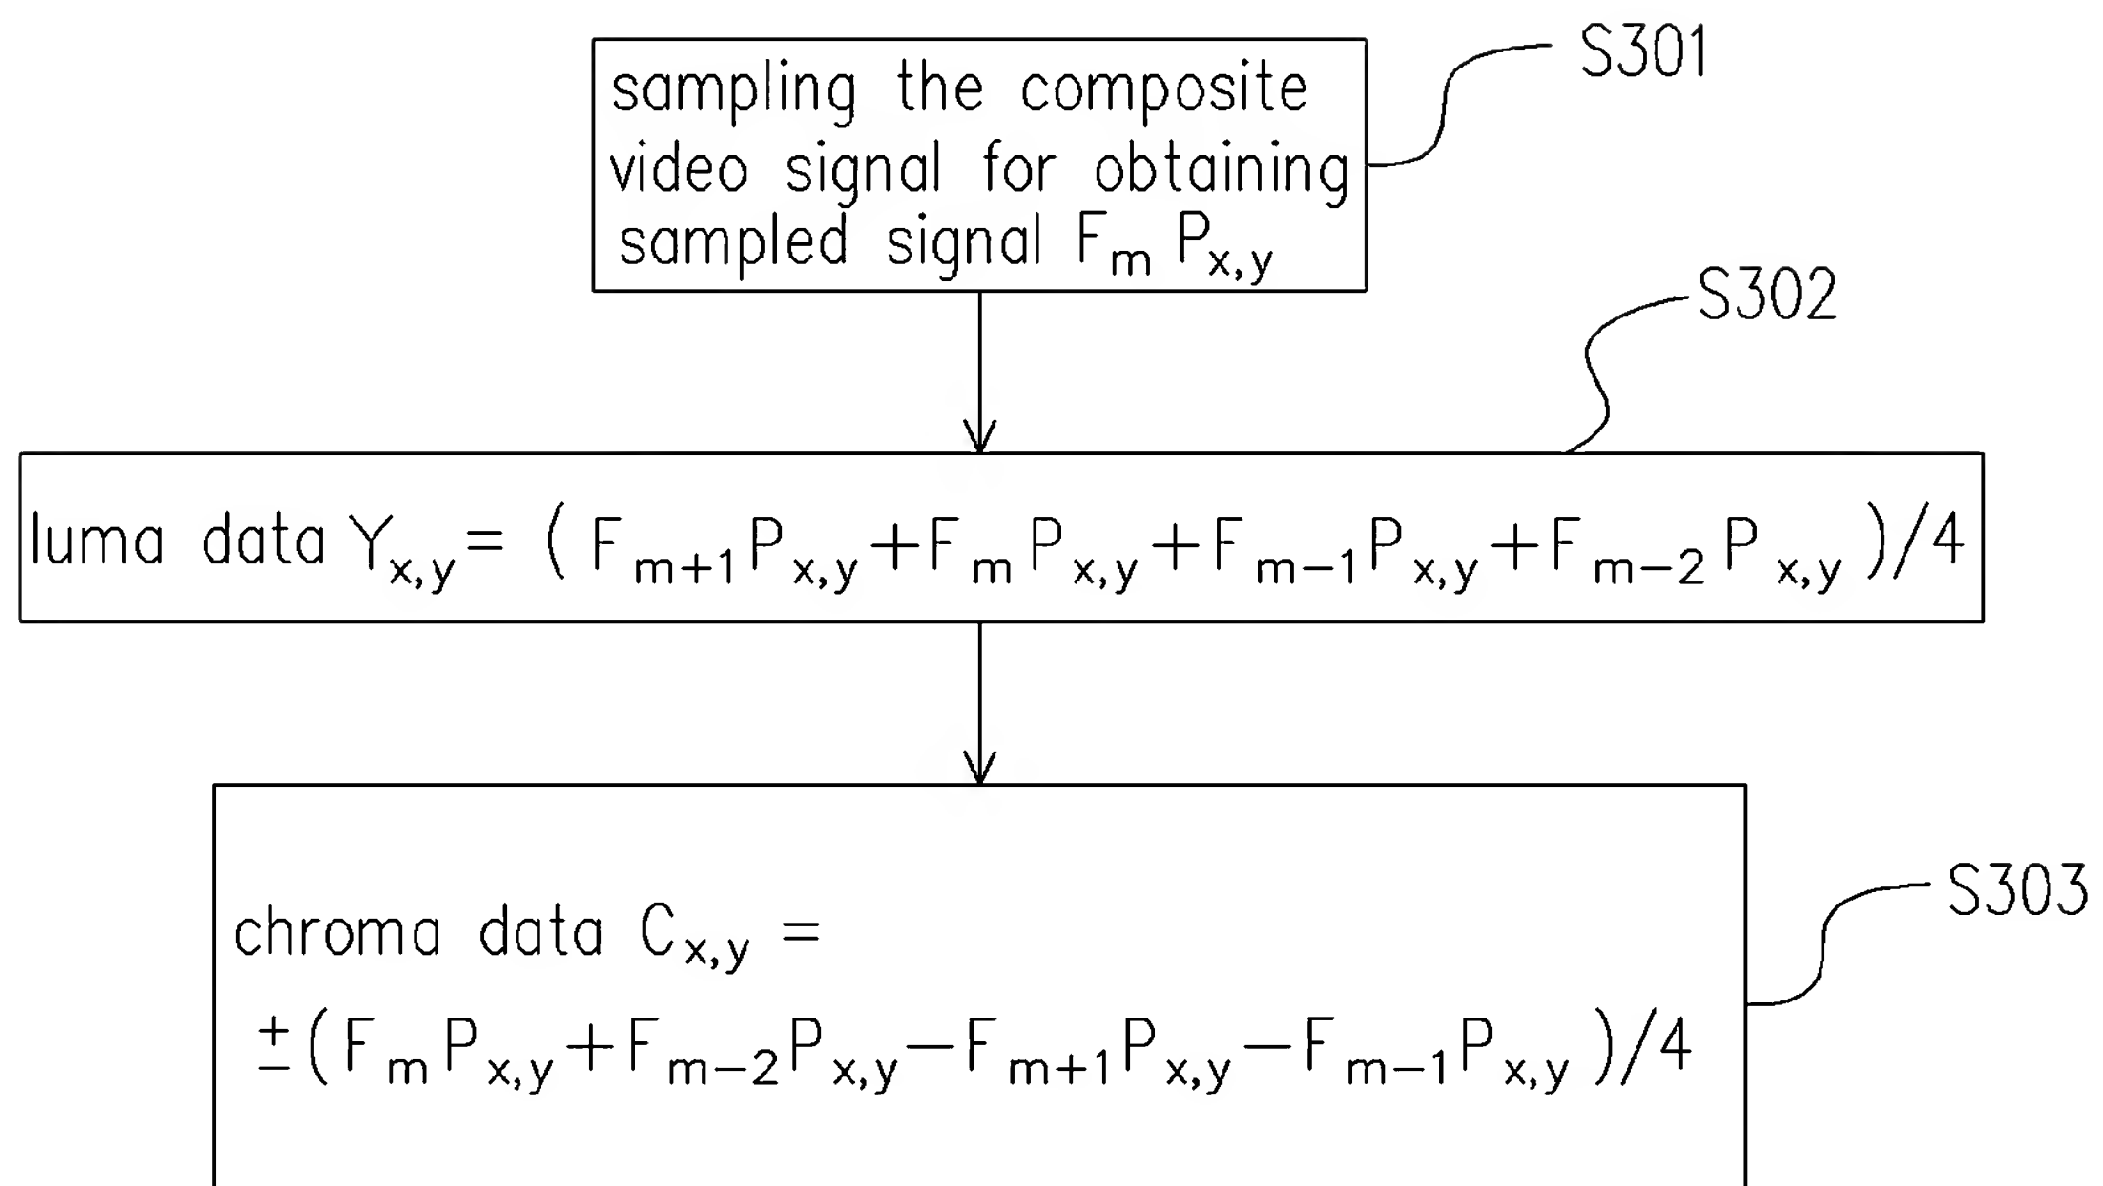 sampling the composite
video signal for obtaining
sampled signal F_m P_x,y
S301
S302
luma data Y_x,y = ( F_m+1 P_x,y + F_m P_x,y + F_m−1 P_x,y + F_m−2 P_x,y )/4
chroma data C_x,y =
±( F_m P_x,y + F_m−2 P_x,y − F_m+1 P_x,y − F_m−1 P_x,y )/4
S303